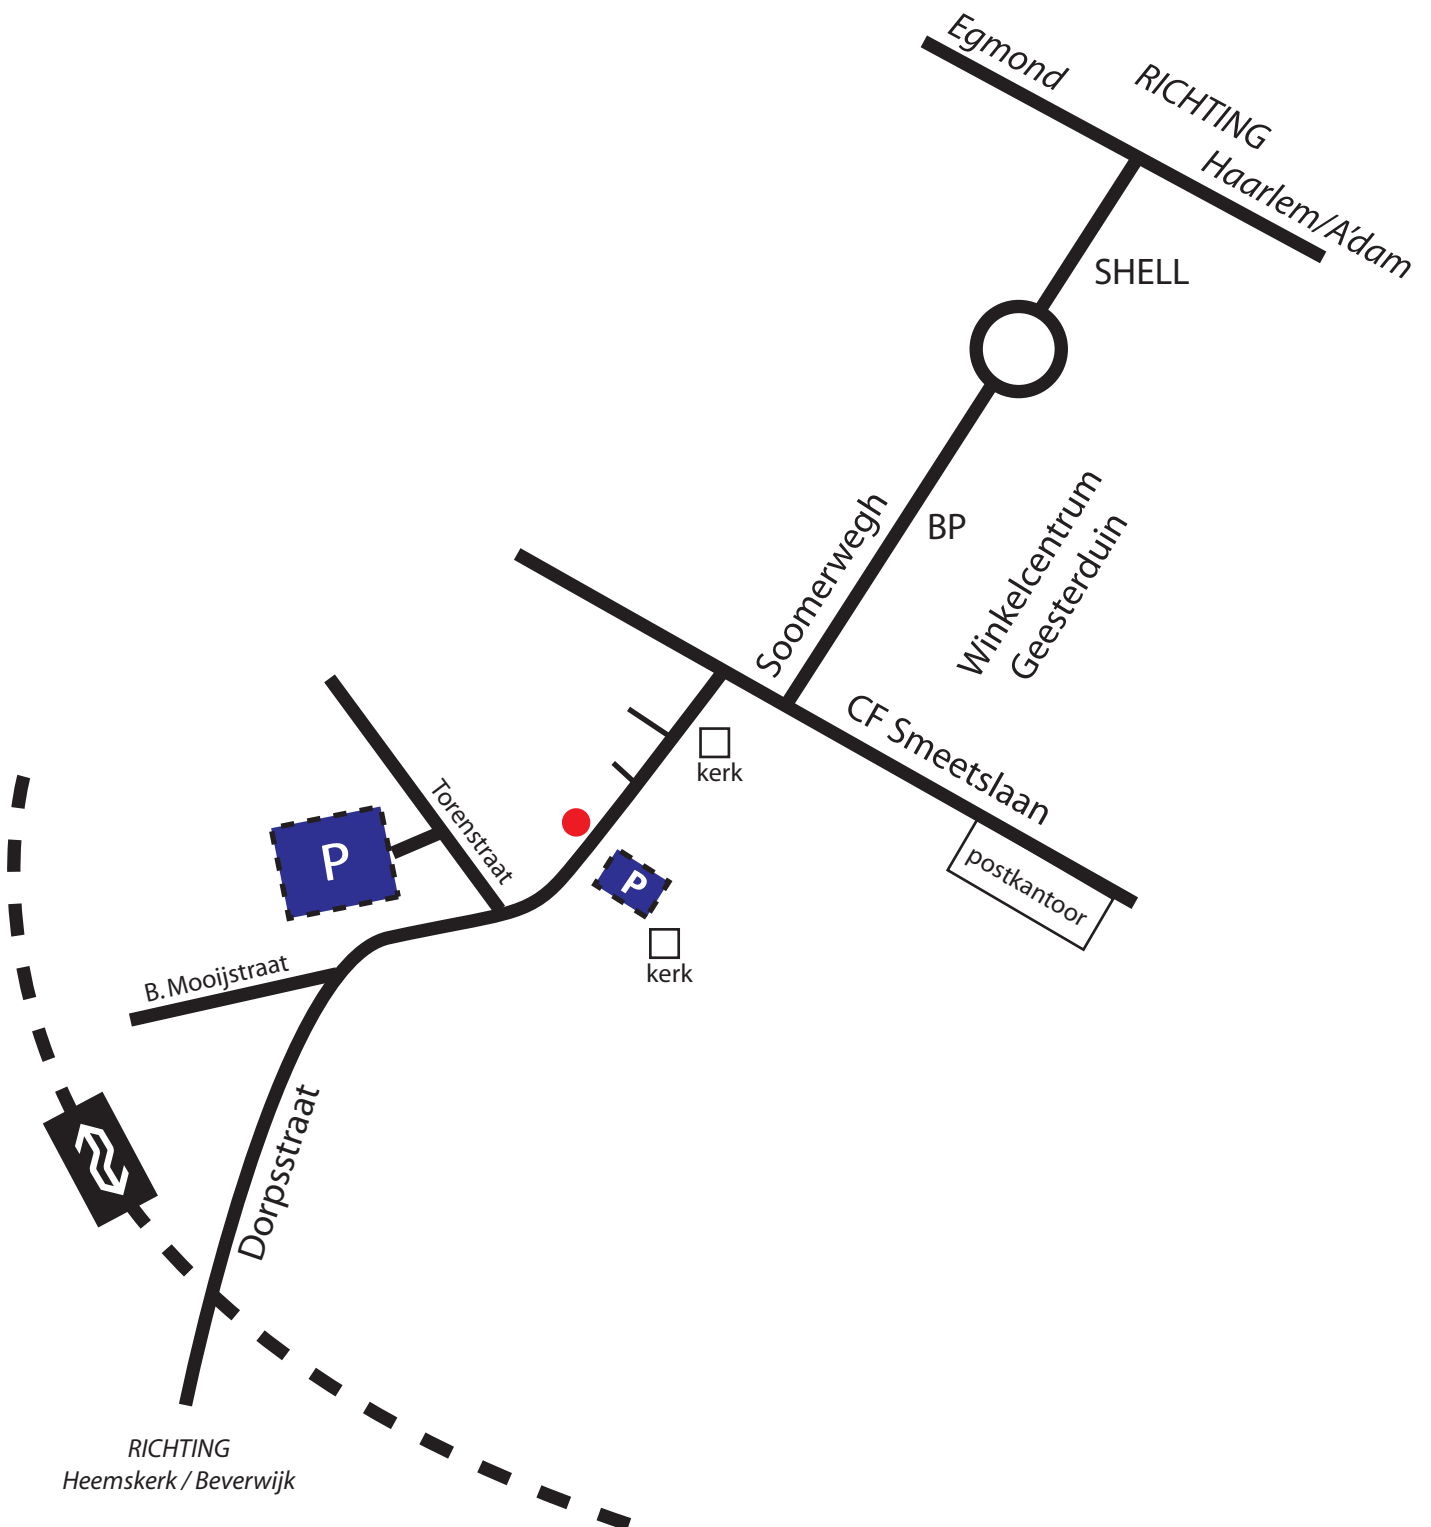 Egmond
RICHTING
Haarlem/A'dam
SHELL
BP
Soomerwegh
Winkelcentrum
Geesterduin
CF Smeetslaan
kerk
postkantoor
Torenstraat
P
P
kerk
B. Mooijstraat
Dorpsstraat
RICHTING
Heemskerk / Beverwijk